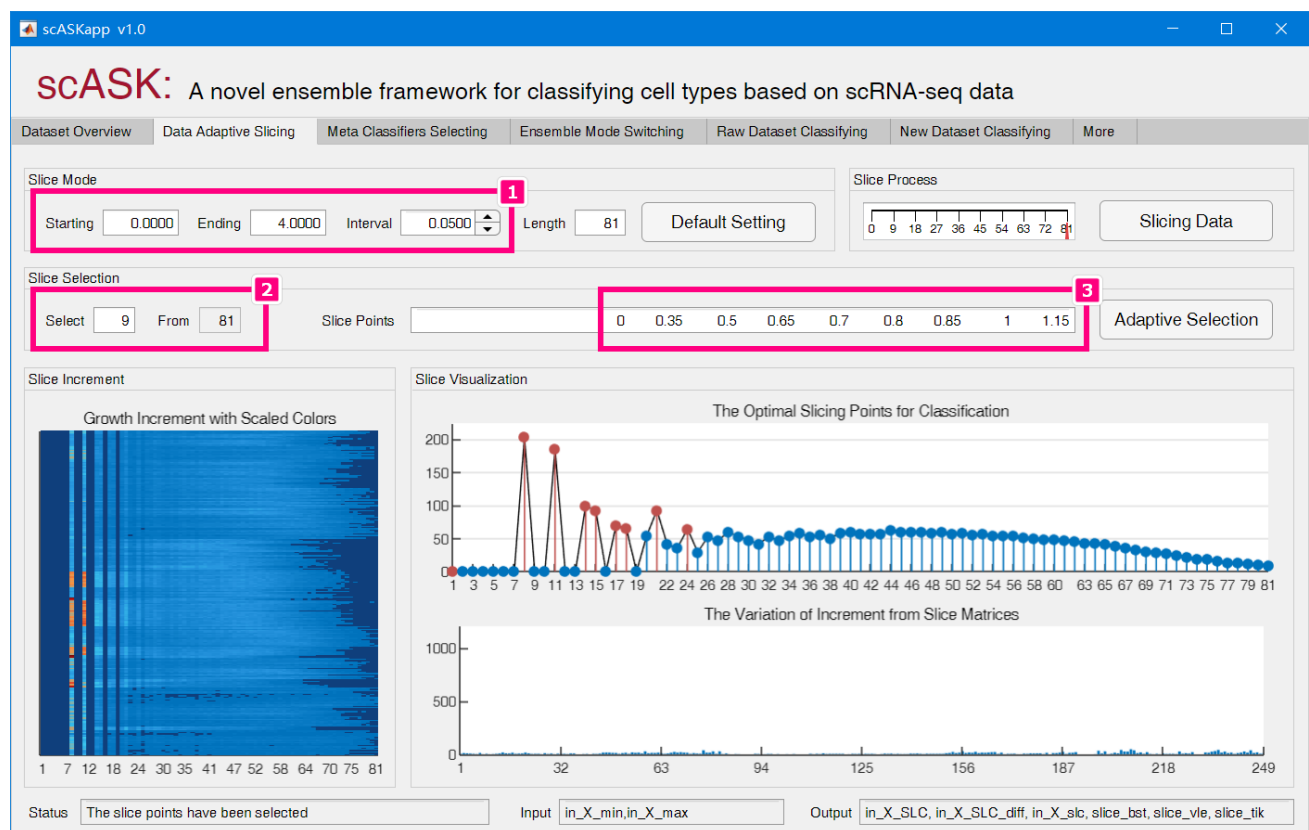 scASKapp v1.0
scASK: A novel ensemble framework for classifying cell types based on scRNA-seq data
Dataset Overview Data Adaptive Slicing Meta Classifiers Selecting Ensemble Mode Switching Raw Dataset Classifying New Dataset Classifying More
Slice Mode Slice Process
1
Starting 0.0000 Ending 4.0000 Interval 0.0500 Length 81 Default Setting Slicing Data
0 9 18 27 36 45 54 63 72 81
Slice Selection
2 3
Select 9 From 81 Slice Points 0 0.35 0.5 0.65 0.7 0.8 0.85 1 1.15 Adaptive Selection
Slice Increment Slice Visualization
Growth Increment with Scaled Colors
1 7 12 18 24 30 35 41 47 52 58 64 70 75 81
The Optimal Slicing Points for Classification
200
150
100
50
0
1 3 5 7 9 11 13 15 17 19 22 24 26 28 30 32 34 36 38 40 42 44 46 48 50 52 54 56 58 60 63 65 67 69 71 73 75 77 79 81
The Variation of Increment from Slice Matrices
1000
500
0
1 32 63 94 125 156 187 218 249
Status The slice points have been selected Input in_X_min,in_X_max Output in_X_SLC, in_X_SLC_diff, in_X_slc, slice_bst, slice_vle, slice_tik